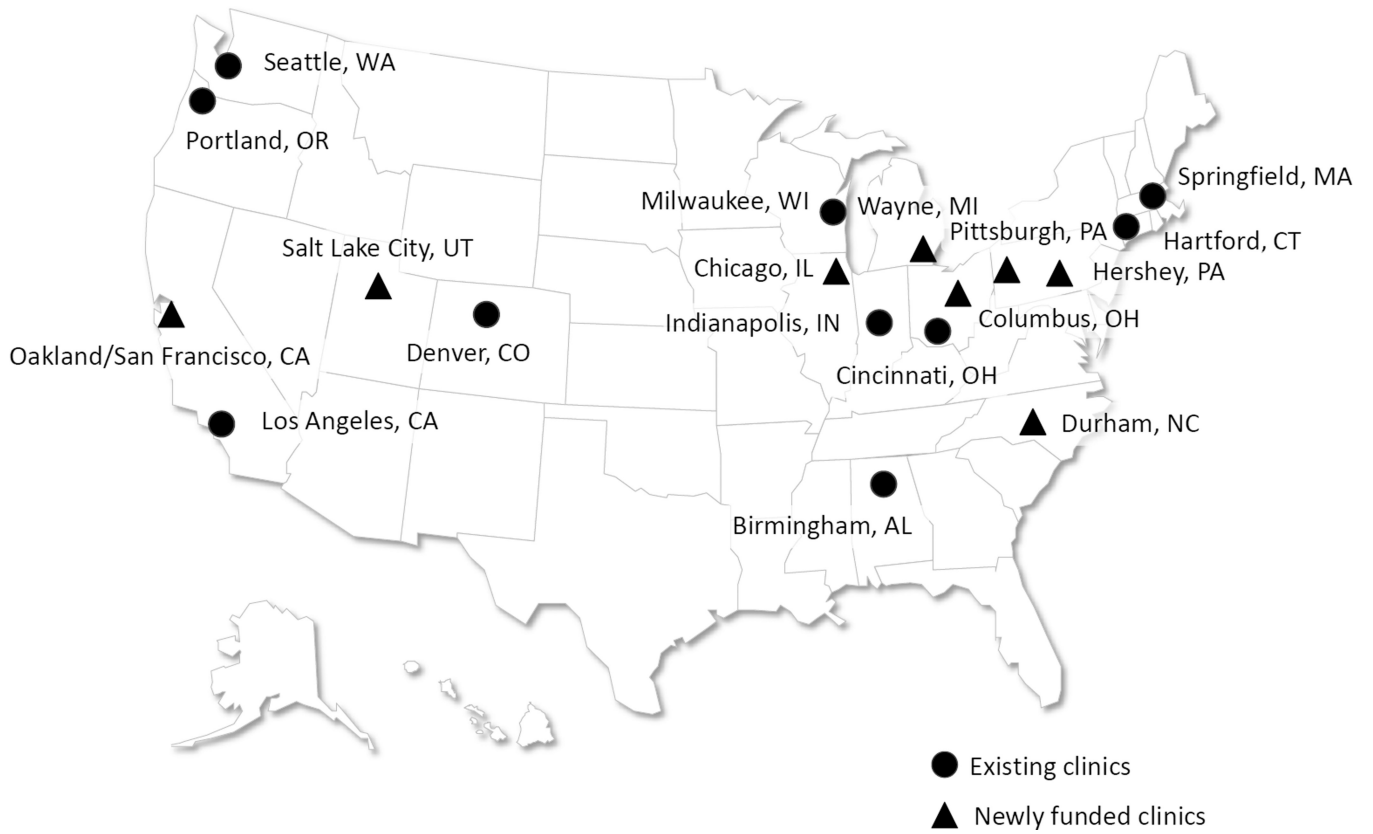 Seattle, WA
Portland, OR
Springfield, MA
Milwaukee, WI
Wayne, MI
Pittsburgh, PA
Hartford, CT
Salt Lake City, UT
Chicago, IL
Hershey, PA
Indianapolis, IN
Columbus, OH
Oakland/San Francisco, CA
Denver, CO
Cincinnati, OH
Los Angeles, CA
Durham, NC
Birmingham, AL
Existing clinics
Newly funded clinics